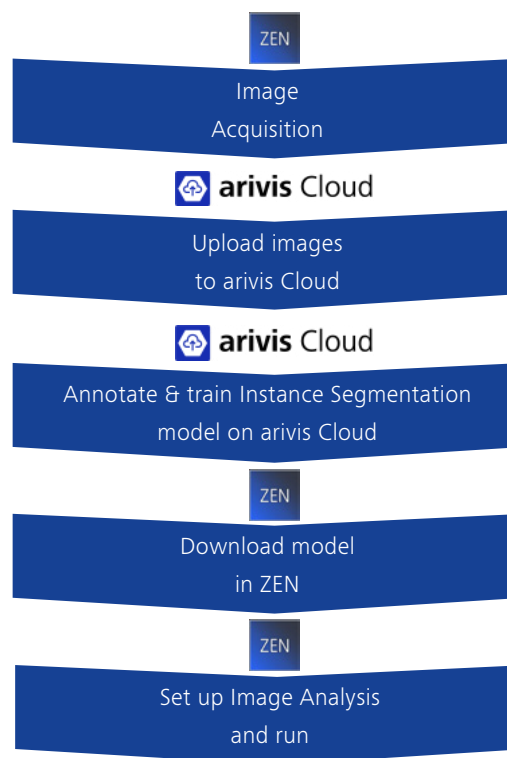 ZEN
Image
Acquisition
arivis Cloud
Upload images
to arivis Cloud
arivis Cloud
Annotate & train Instance Segmentation
model on arivis Cloud
ZEN
Download model
in ZEN
ZEN
Set up Image Analysis
and run